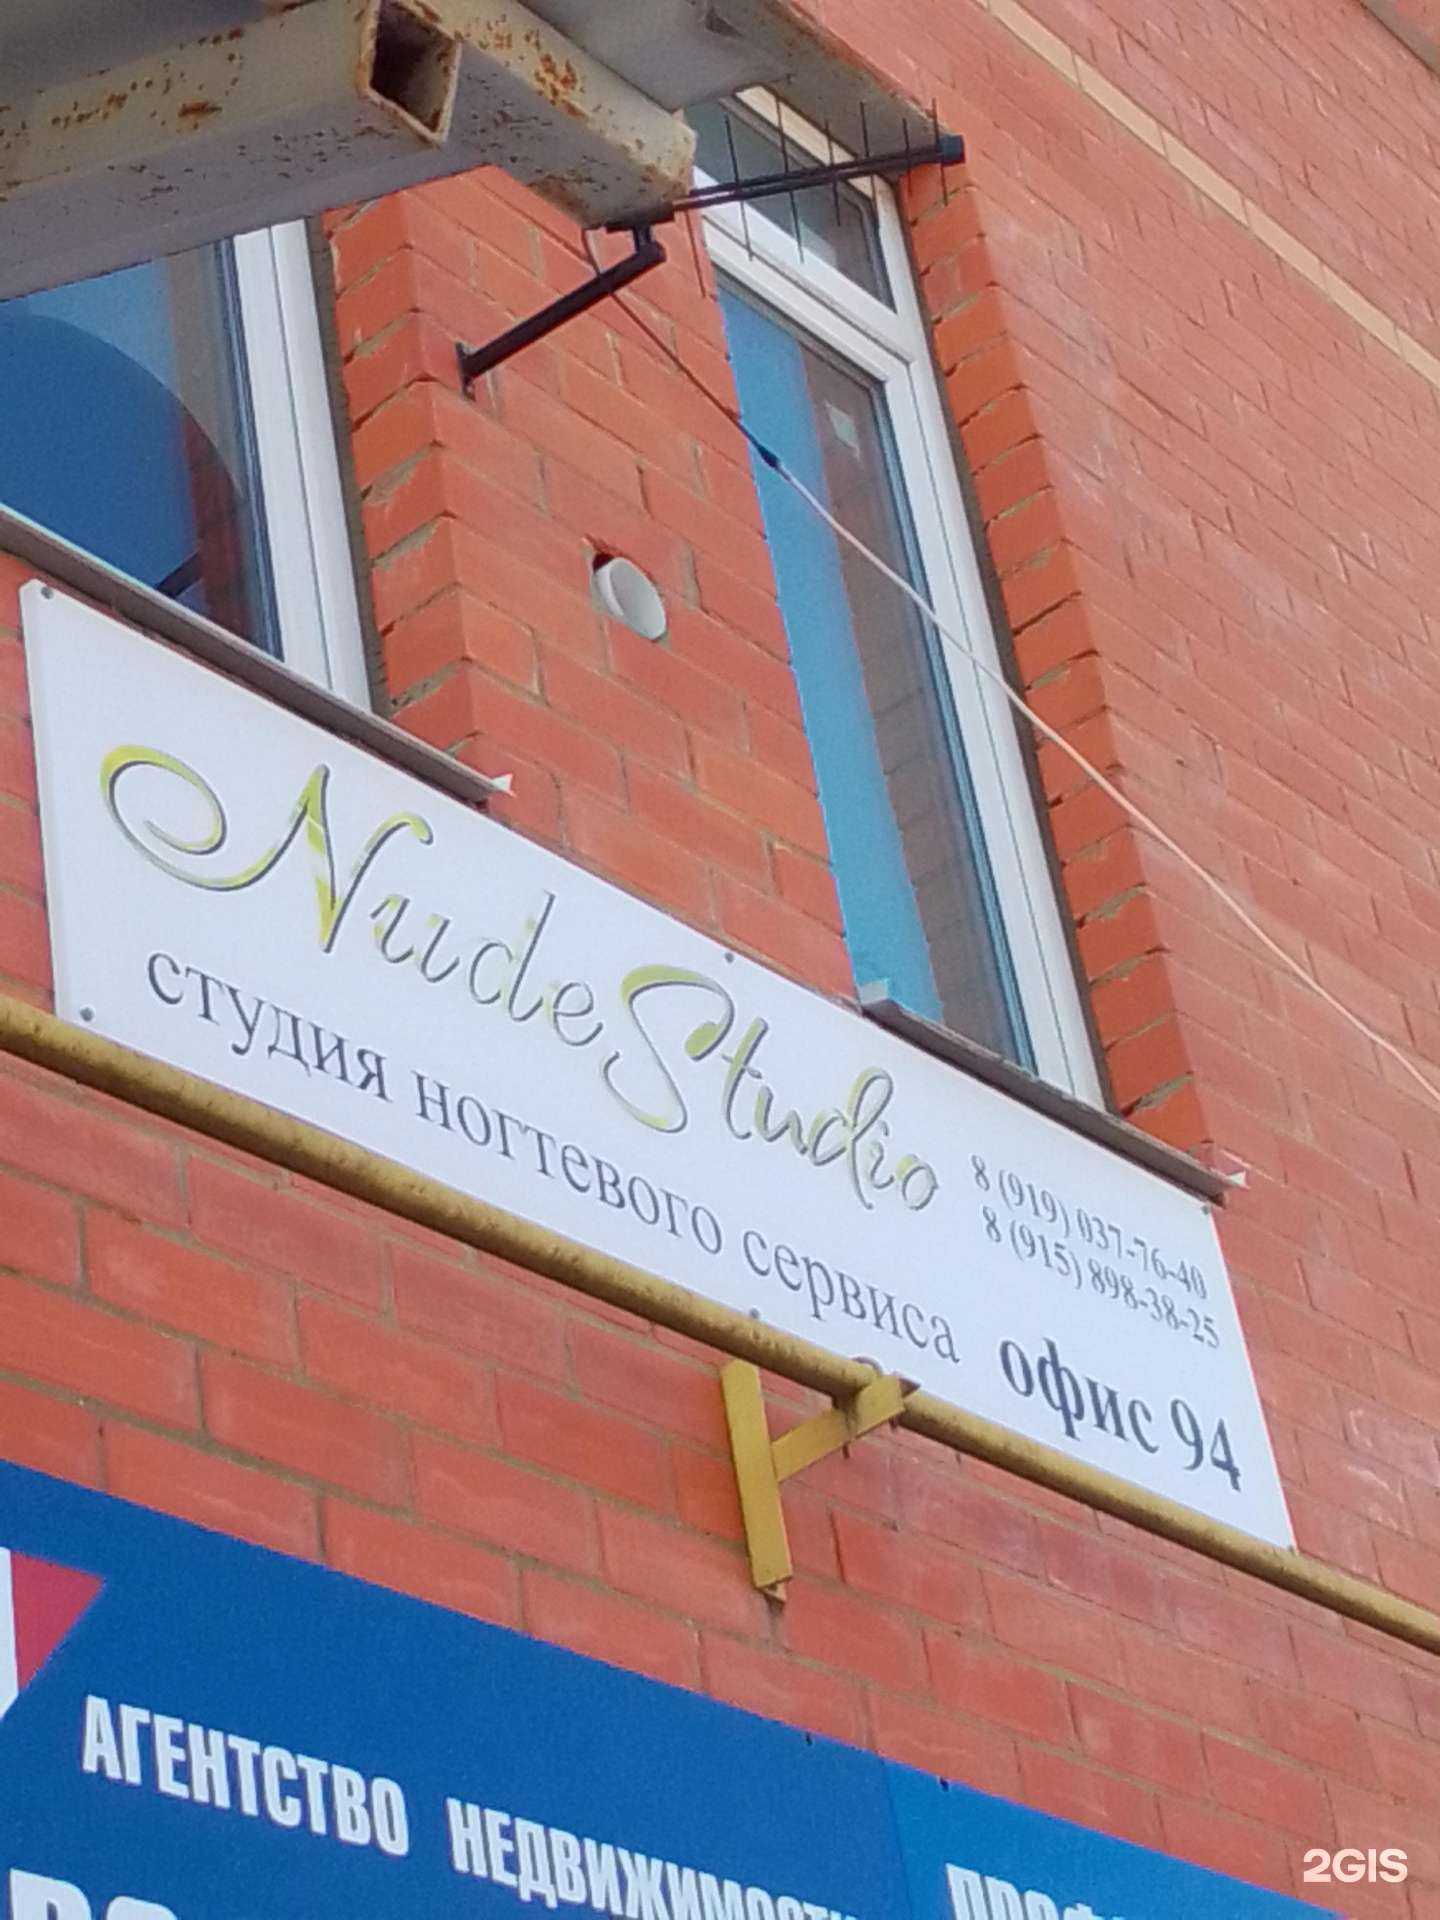 NudeStudio
студия ногтевого сервиса
8 (919) 037-76-40
8 (915) 898-38-25
офис 94
АГЕНТСТВО НЕДВИЖИМОСТИ
2GIS